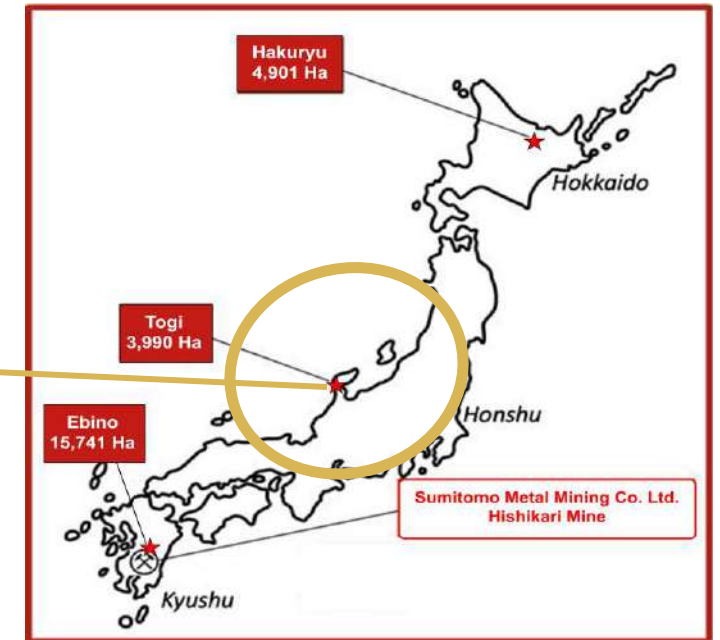 Hakuryu
4,901 Ha
Hokkaido
Togi
3,990 Ha
Honshu
Ebino
15,741 Ha
Sumitomo Metal Mining Co. Ltd.
Hishikari Mine
Kyushu